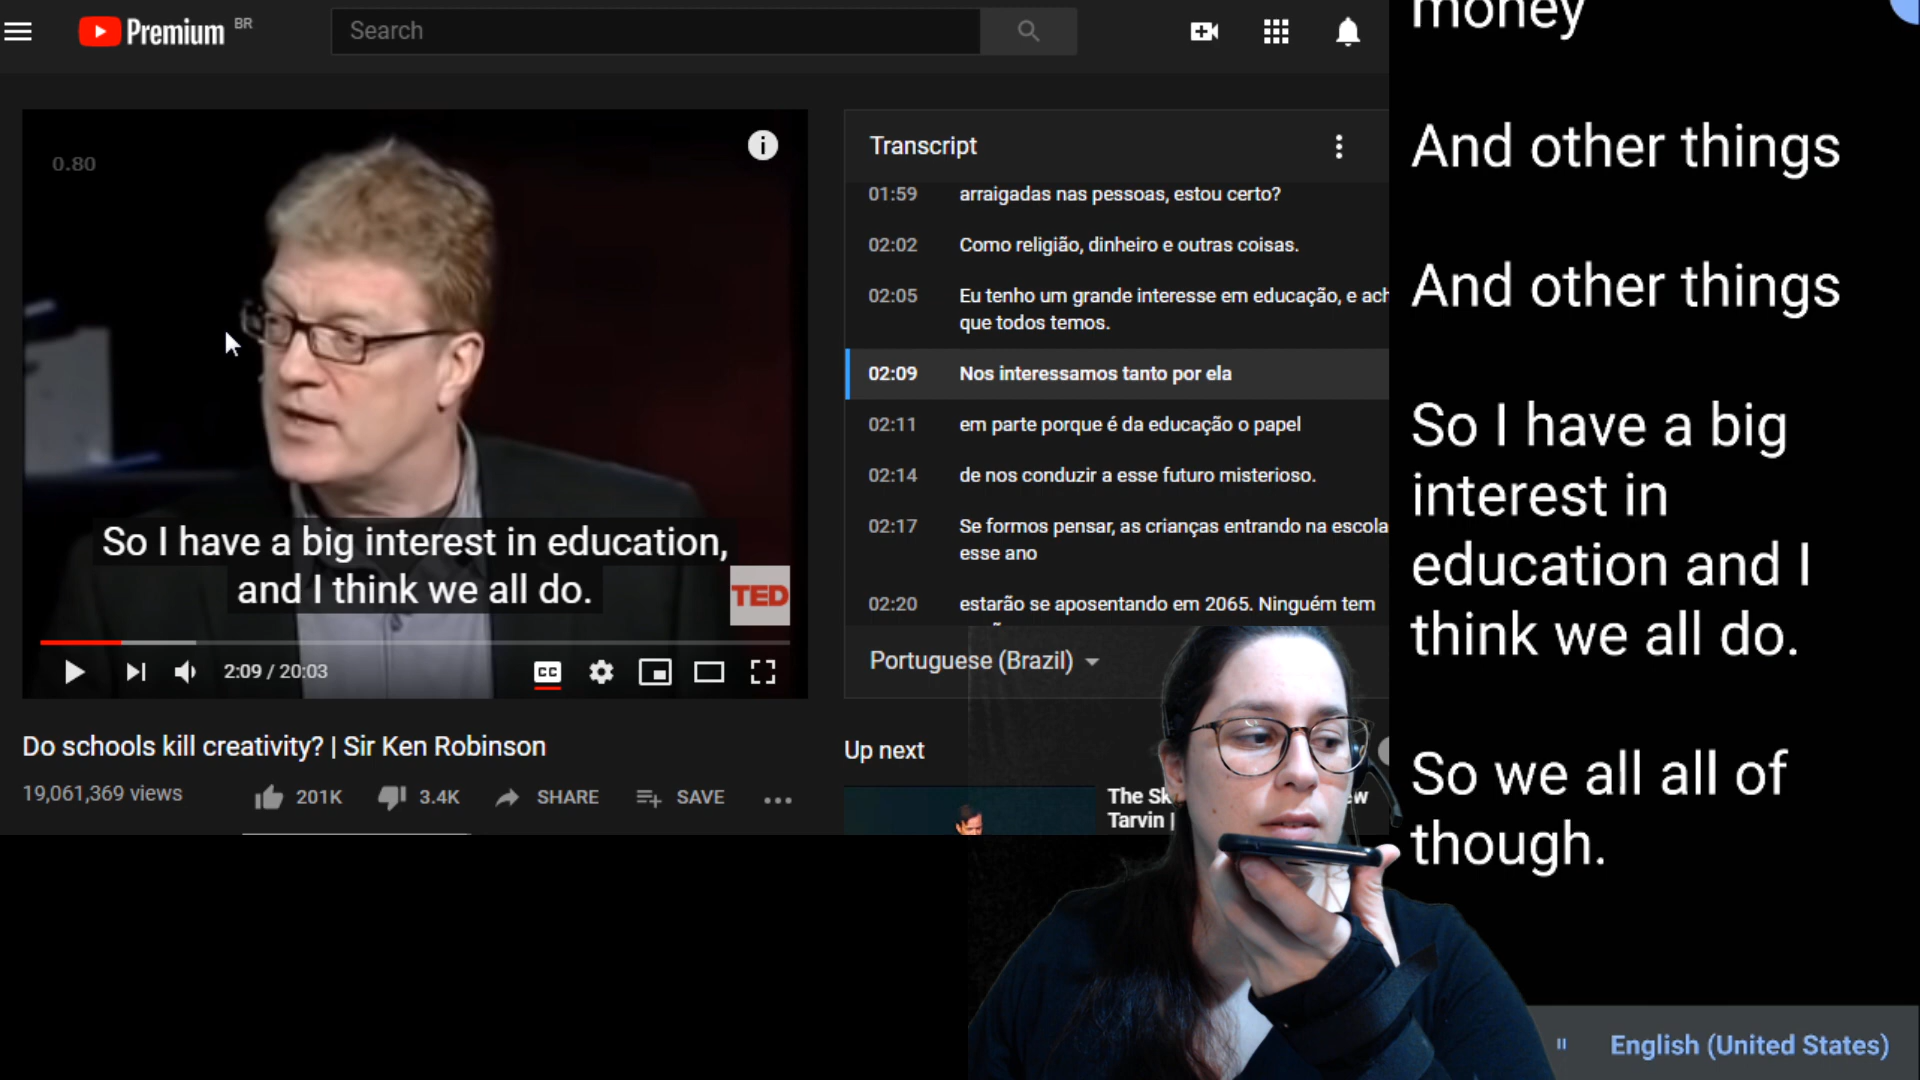 Premium BR
Search
0.80
So I have a big interest in education,
and I think we all do.
TED
2:09 / 20:03
CC
Do schools kill creativity? | Sir Ken Robinson
19,061,369 views
201K
3.4K
SHARE
SAVE
Transcript
01:59 arraigadas nas pessoas, estou certo?
02:02 Como religião, dinheiro e outras coisas.
02:05 Eu tenho um grande interesse em educação, e ach
que todos temos.
02:09 Nos interessamos tanto por ela
02:11 em parte porque é da educação o papel
02:14 de nos conduzir a esse futuro misterioso.
02:17 Se formos pensar, as crianças entrando na escola
esse ano
02:20 estarão se aposentando em 2065. Ninguém tem
Portuguese (Brazil)
Up next
The Sk
Tarvin |
money
And other things
And other things
So I have a big
interest in
education and I
think we all do.
So we all all of
though.
English (United States)